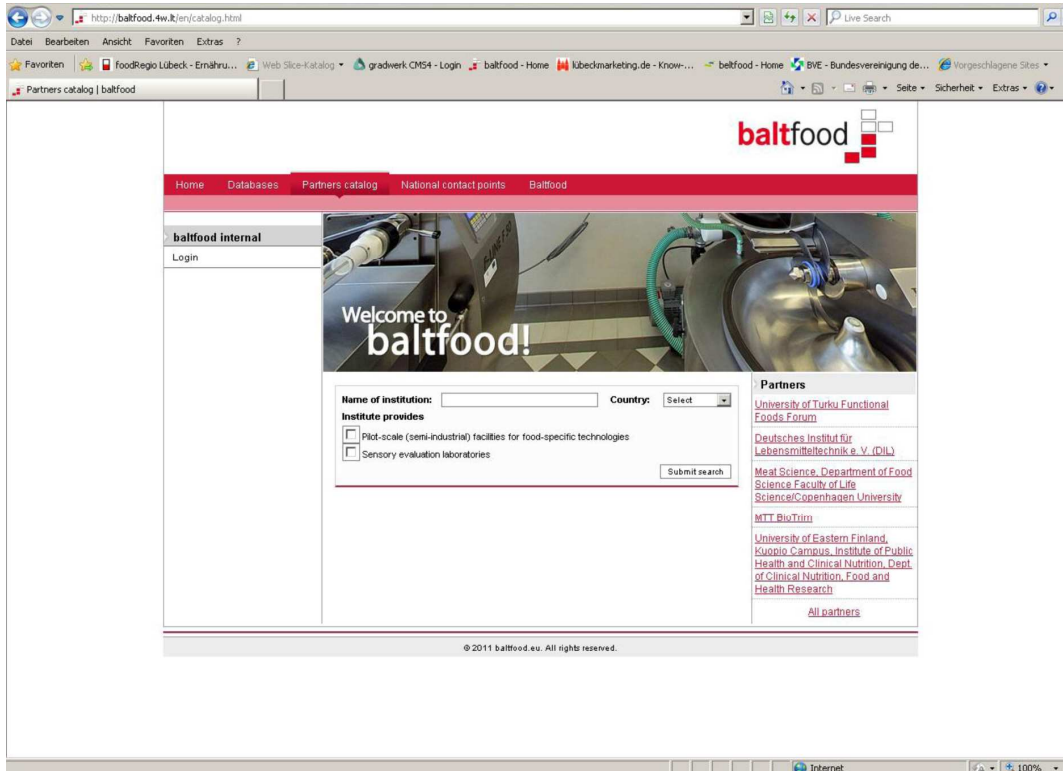 http://baltfood.4w.lt/en/catalog.html
Live Search
Datei Bearbeiten Ansicht Favoriten Extras ?
Favoriten foodRegio Lübeck - Ernähru... Web Slice-Katalog gradwerk CMS4 - Login baltfood - Home lübeckmarketing.de - Know-... beltfood - Home BVE - Bundesvereinigung de... Vorgeschlagene Sites
Partners catalog | baltfood
Seite Sicherheit Extras
baltfood
Home Databases Partners catalog National contact points Baltfood
baltfood internal
Login
Welcome to
baltfood!
Name of institution: Country: Select
Institute provides
Pilot-scale (semi-industrial) facilities for food-specific technologies
Sensory evaluation laboratories
Submit search
Partners
University of Turku Functional
Foods Forum
Deutsches Institut für
Lebensmitteltechnik e. V. (DIL)
Meat Science, Department of Food
Science Faculty of Life
Science/Copenhagen University
MTT BioTrim
University of Eastern Finland,
Kuopio Campus, Institute of Public
Health and Clinical Nutrition, Dept.
of Clinical Nutrition, Food and
Health Research
All partners
© 2011 baltfood.eu. All rights reserved.
Internet
100%